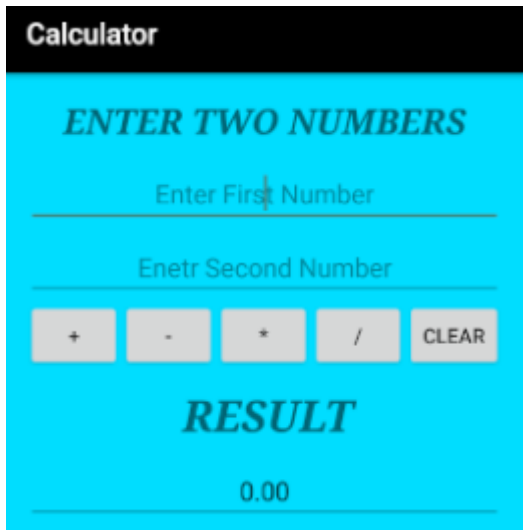 Calculator
ENTER TWO NUMBERS
Enter First Number
Enetr Second Number
+ - * / CLEAR
RESULT
0.00